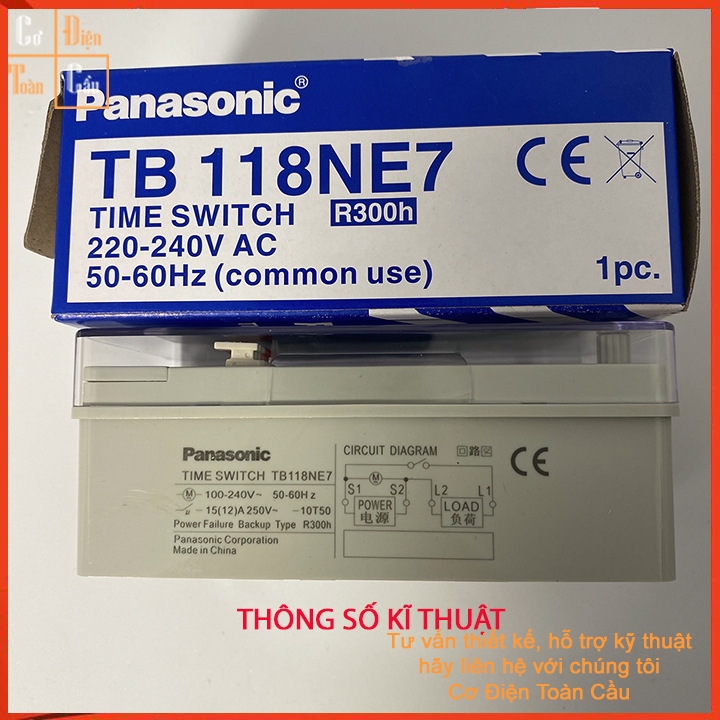 Cơ Điện
Toàn Cầu
Panasonic®
TB 118NE7
TIME SWITCH R300h
220-240V AC
50-60Hz (common use)
CE
1pc.
Panasonic
TIME SWITCH TB118NE7
M 100-240V~ 50-60Hz
15(12)A 250V~ -10T50
Power Failure Backup Type R300h
Panasonic Corporation
Made in China
CIRCUIT DIAGRAM 回路図
M
S1 S2 L2 L1
POWER LOAD
电源 负荷
CE
THÔNG SỐ KĨ THUẬT
Tư vấn thiết kế, hỗ trợ kỹ thuật
hãy liên hệ với chúng tôi
Cơ Điện Toàn Cầu